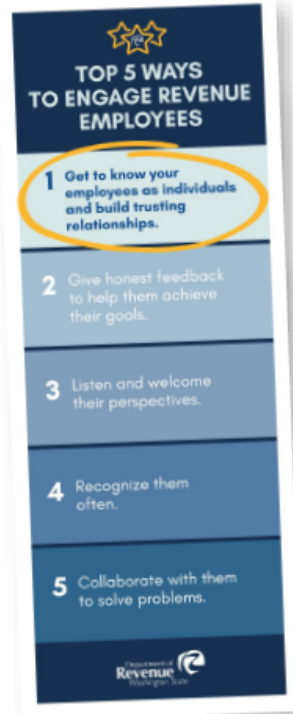 TOP 5 WAYS
TO ENGAGE REVENUE
EMPLOYEES
1 Get to know your
employees as individuals
and build trusting
relationships.
2 Give honest feedback
to help them achieve
their goals.
3 Listen and welcome
their perspectives.
4 Recognize them
often.
5 Collaborate with them
to solve problems.
Department of
Revenue
Washington State